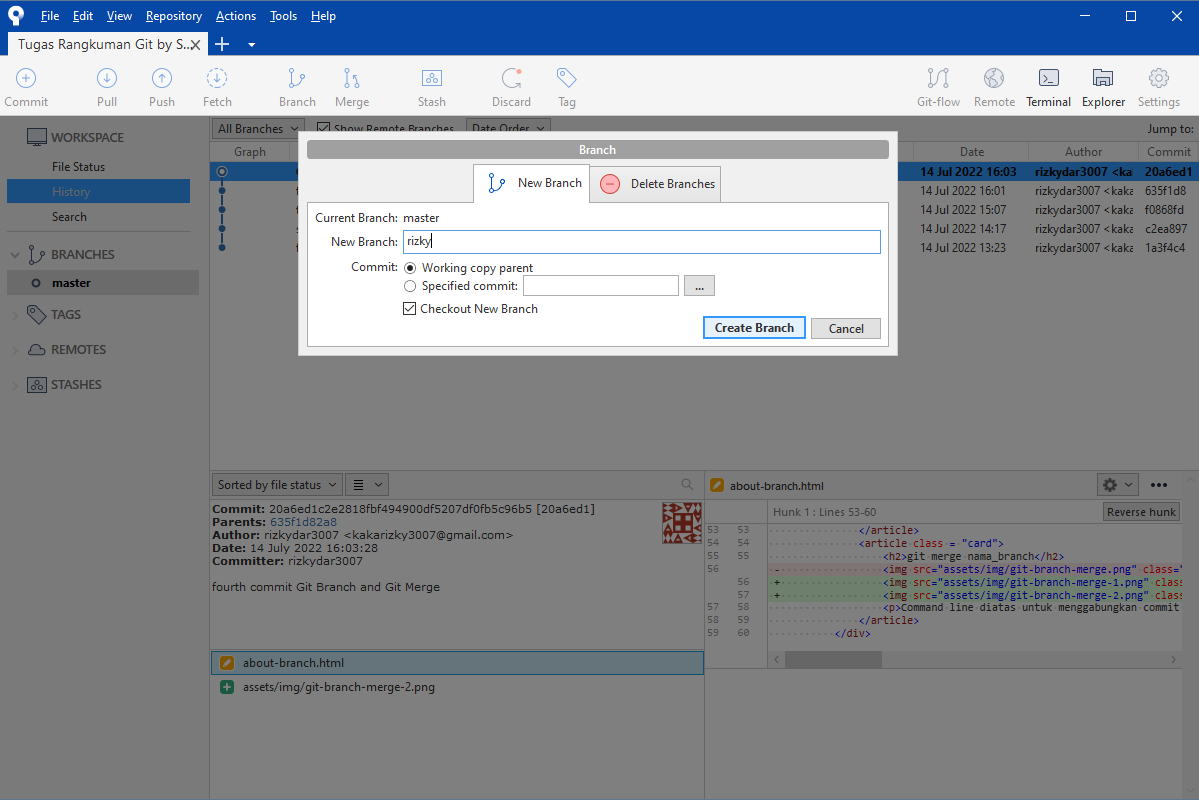 File Edit View Repository Actions Tools Help
Tugas Rangkuman Git by S...
Commit Pull Push Fetch Branch Merge Stash Discard Tag Git-flow Remote Terminal Explorer Settings
WORKSPACE
File Status
History
Search
BRANCHES
master
TAGS
REMOTES
STASHES
All Branches Show Remote Branches Date Order Jump to:
Graph Date Author Commit
14 Jul 2022 16:03 rizkydar3007 <kaka 20a6ed1
14 Jul 2022 16:01 rizkydar3007 <kaka 635f1d8
14 Jul 2022 15:07 rizkydar3007 <kaka f0868fd
14 Jul 2022 14:17 rizkydar3007 <kaka c2ea897
14 Jul 2022 13:23 rizkydar3007 <kaka 1a3f4c4
Branch
New Branch Delete Branches
Current Branch: master
New Branch: rizky
Commit: Working copy parent
Specified commit: ...
Checkout New Branch
Create Branch Cancel
Sorted by file status
Commit: 20a6ed1c2e2818fbf494900df5207df0fb5c96b5 [20a6ed1]
Parents: 635f1d82a8
Author: rizkydar3007 <kakarizky3007@gmail.com>
Date: 14 July 2022 16:03:28
Committer: rizkydar3007
fourth commit Git Branch and Git Merge
about-branch.html
assets/img/git-branch-merge-2.png
about-branch.html
Hunk 1 : Lines 53-60 Reverse hunk
53 53 </article>
54 54 <article class = "card">
55 55 <h2>git merge nama_branch</h2>
56 - <img src="assets/img/git-branch-merge.png" class="
56 + <img src="assets/img/git-branch-merge-1.png" clas
57 + <img src="assets/img/git-branch-merge-2.png" clas
57 58 <p>Command line diatas untuk menggabungkan commit
58 59 </article>
59 60 </div>